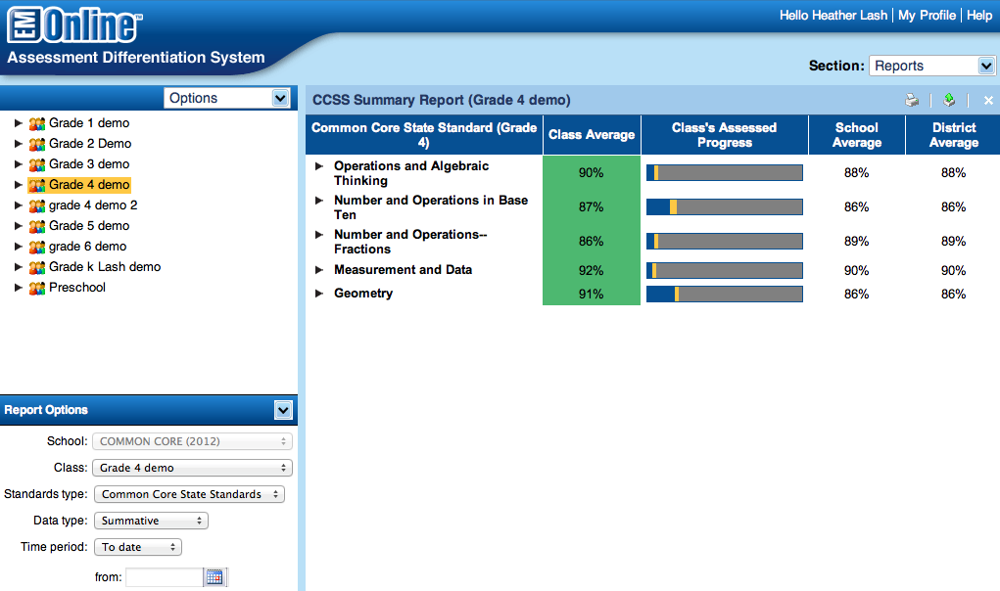 EM Online™
Assessment Differentiation System
Hello Heather Lash | My Profile | Help
Section: Reports
Options
Grade 1 demo
Grade 2 Demo
Grade 3 demo
Grade 4 demo
grade 4 demo 2
Grade 5 demo
grade 6 demo
Grade k Lash demo
Preschool
Report Options
School: COMMON CORE (2012)
Class: Grade 4 demo
Standards type: Common Core State Standards
Data type: Summative
Time period: To date
from:
CCSS Summary Report (Grade 4 demo)
Common Core State Standard (Grade
4)
Class Average
Class's Assessed
Progress
School
Average
District
Average
Operations and Algebraic
Thinking
90% 88% 88%
Number and Operations in Base
Ten
87% 86% 86%
Number and Operations--
Fractions
86% 89% 89%
Measurement and Data 92% 90% 90%
Geometry 91% 86% 86%